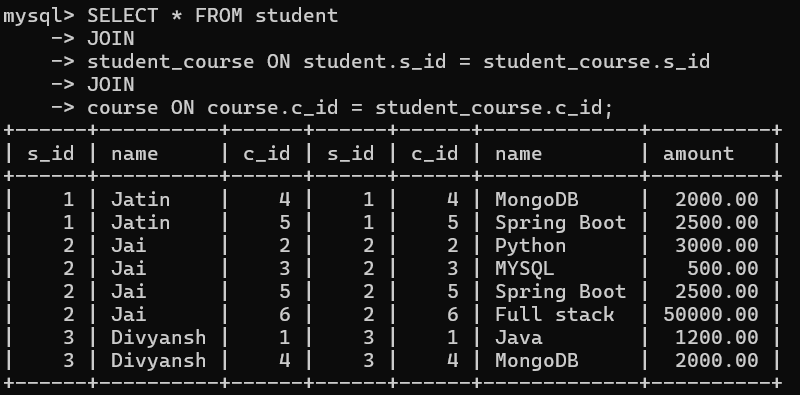 mysql> SELECT * FROM student
    -> JOIN
    -> student_course ON student.s_id = student_course.s_id
    -> JOIN
    -> course ON course.c_id = student_course.c_id;
+------+----------+------+------+------+-------------+----------+
| s_id | name     | c_id | s_id | c_id | name        | amount   |
+------+----------+------+------+------+-------------+----------+
|    1 | Jatin    |    4 |    1 |    4 | MongoDB     |  2000.00 |
|    1 | Jatin    |    5 |    1 |    5 | Spring Boot |  2500.00 |
|    2 | Jai      |    2 |    2 |    2 | Python      |  3000.00 |
|    2 | Jai      |    3 |    2 |    3 | MYSQL       |   500.00 |
|    2 | Jai      |    5 |    2 |    5 | Spring Boot |  2500.00 |
|    2 | Jai      |    6 |    2 |    6 | Full stack  | 50000.00 |
|    3 | Divyansh |    1 |    3 |    1 | Java        |  1200.00 |
|    3 | Divyansh |    4 |    3 |    4 | MongoDB     |  2000.00 |
+------+----------+------+------+------+-------------+----------+